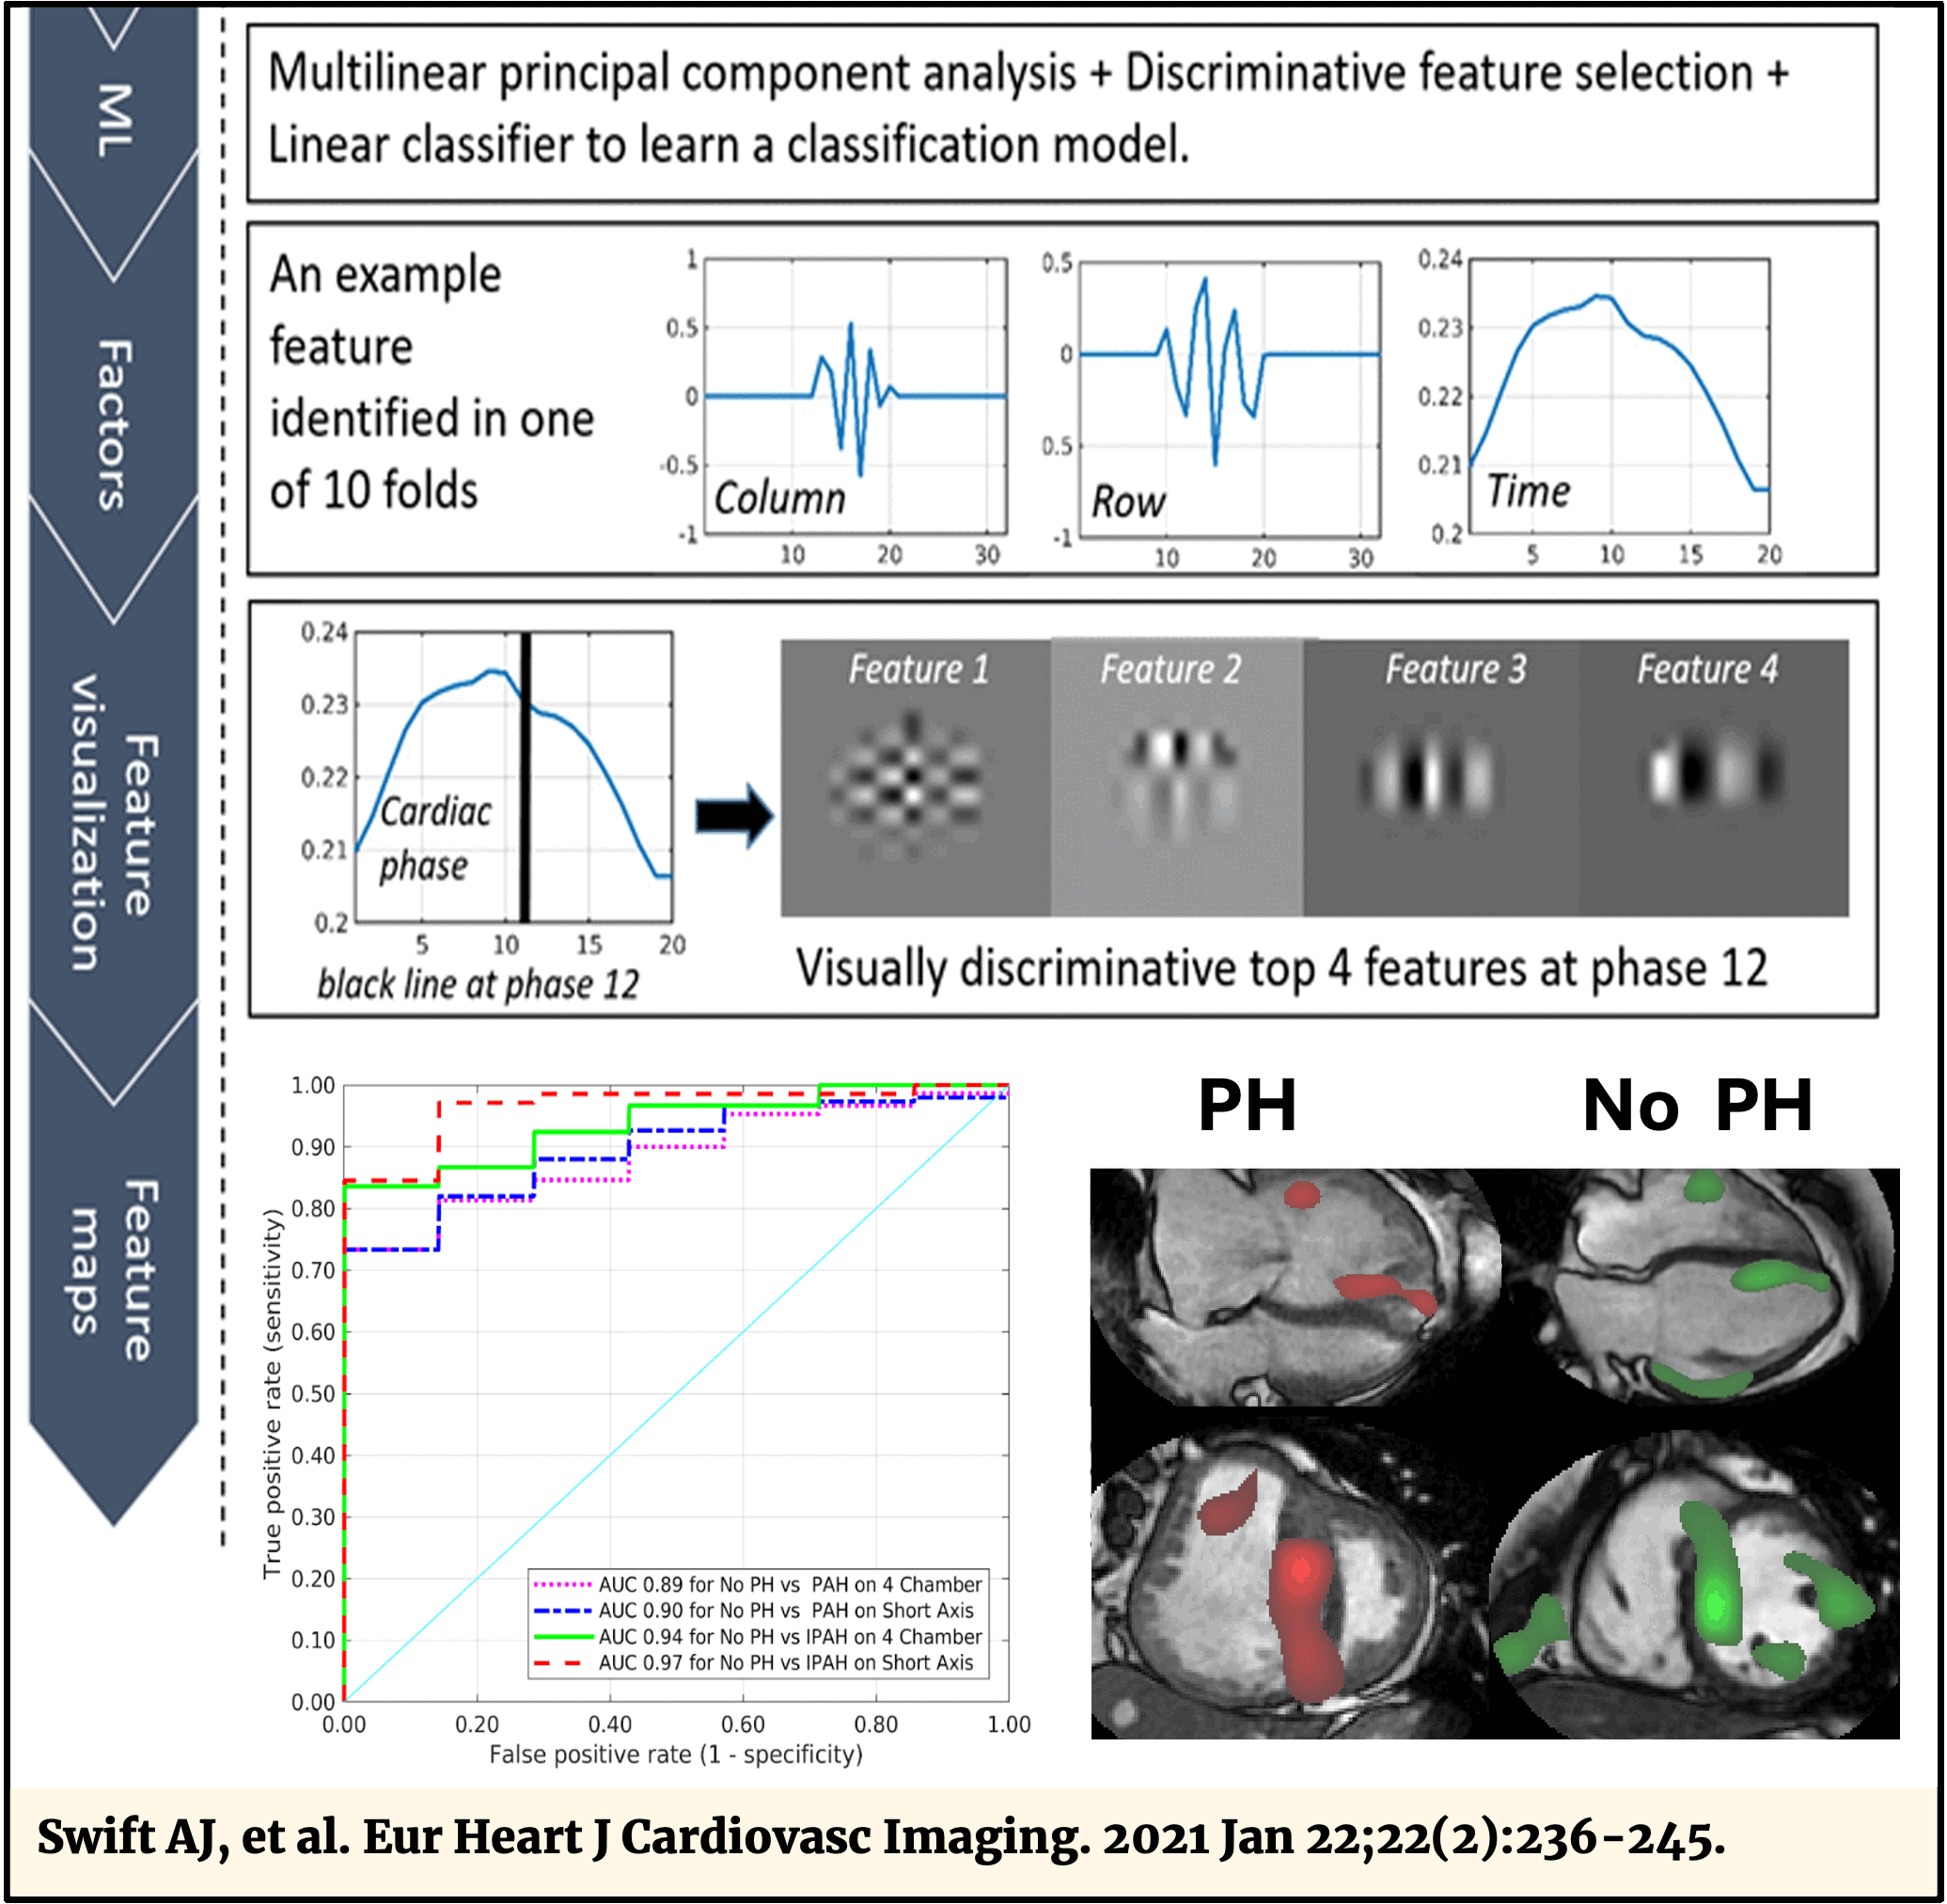 ML
Multilinear principal component analysis + Discriminative feature selection +
Linear classifier to learn a classification model.
Factors
An example
feature
identified in one
of 10 folds
1
0.5
0
-0.5
-1
Column
10 20 30
0.5
0
0.5
-1
Row
10 20 30
0.24
0.23
0.22
0.21
0.2
Time
5 10 15 20
Feature
visualization
0.24
0.23
0.22
0.21
0.2
Cardiac
phase
5 10 15 20
black line at phase 12
Feature 1 Feature 2 Feature 3 Feature 4
Visually discriminative top 4 features at phase 12
Feature
maps
1.00
0.90
0.80
0.70
0.60
0.50
0.40
0.30
0.20
0.10
0.00
True positive rate (sensitivity)
AUC 0.89 for No PH vs PAH on 4 Chamber
AUC 0.90 for No PH vs PAH on Short Axis
AUC 0.94 for No PH vs IPAH on 4 Chamber
AUC 0.97 for No PH vs IPAH on Short Axis
0.00 0.20 0.40 0.60 0.80 1.00
False positive rate (1 - specificity)
PH No PH
Swift AJ, et al. Eur Heart J Cardiovasc Imaging. 2021 Jan 22;22(2):236-245.